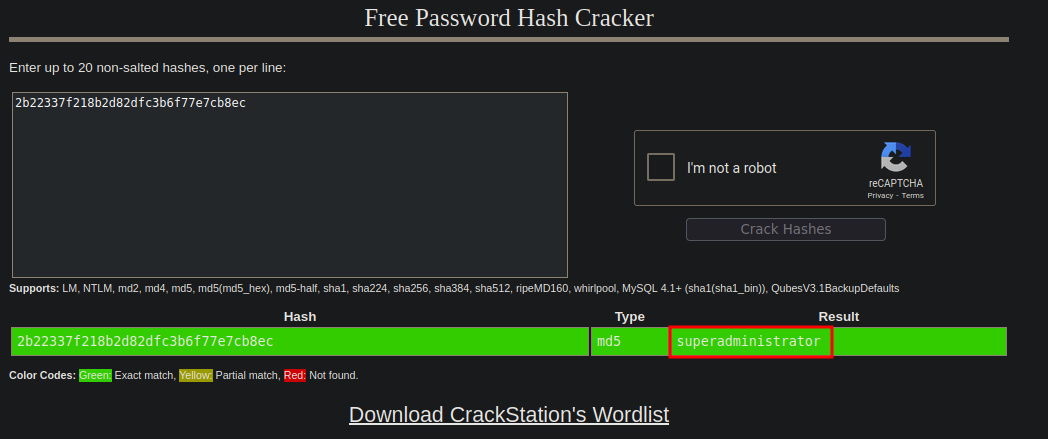 Free Password Hash Cracker
Enter up to 20 non-salted hashes, one per line:
2b22337f218b2d82dfc3b6f77e7cb8ec
I'm not a robot
reCAPTCHA
Privacy - Terms
Crack Hashes
Supports: LM, NTLM, md2, md4, md5, md5(md5_hex), md5-half, sha1, sha224, sha256, sha384, sha512, ripeMD160, whirlpool, MySQL 4.1+ (sha1(sha1_bin)), QubesV3.1BackupDefaults
Hash Type Result
2b22337f218b2d82dfc3b6f77e7cb8ec md5 superadministrator
Color Codes: Green: Exact match, Yellow: Partial match, Red: Not found.
Download CrackStation's Wordlist